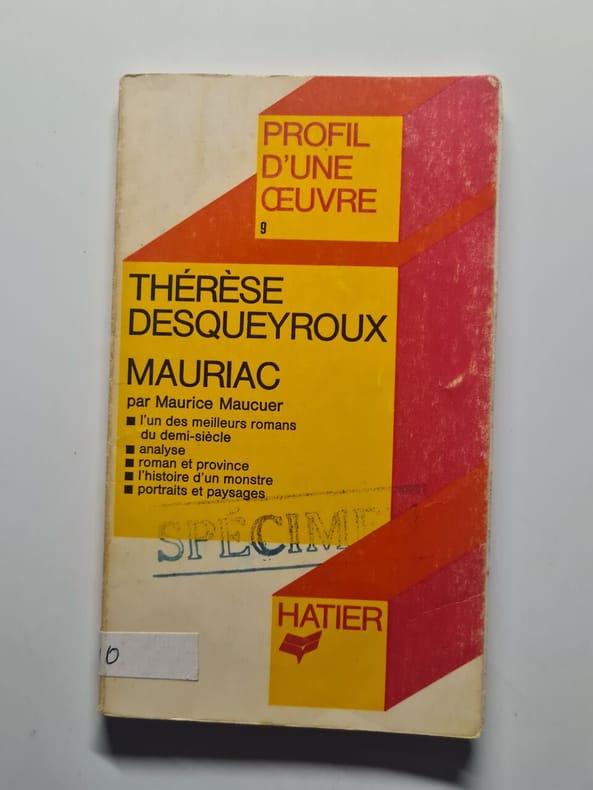 PROFIL
D'UNE
ŒUVRE
9
THÉRÈSE
DESQUEYROUX
MAURIAC
par Maurice Maucuer
■ l'un des meilleurs romans
du demi-siècle
■ analyse
■ roman et province
■ l'histoire d'un monstre
■ portraits et paysages
SPÉCIMEN
HATIER